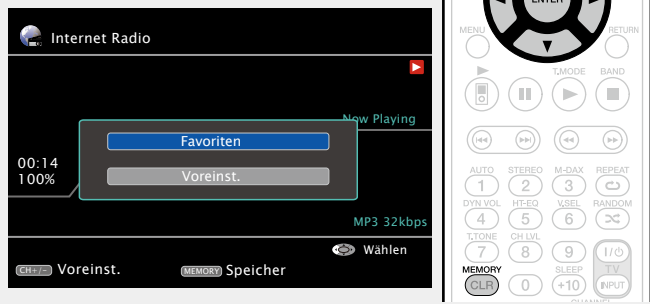 Internet Radio
Now Playing
Favoriten
Voreinst.
00:14
100%
MP3 32kbps
Wählen
CH+/- Voreinst.
MEMORY Speicher
ENTER
MENU
RETURN
T.MODE BAND
AUTO STEREO M-DAX REPEAT
1 2 3
DYN VOL HT-EQ V.SEL RANDOM
4 5 6
T.TONE CH LVL
7 8 9 I/
MEMORY SLEEP TV
CLR 0 +10 INPUT
CHANNEL